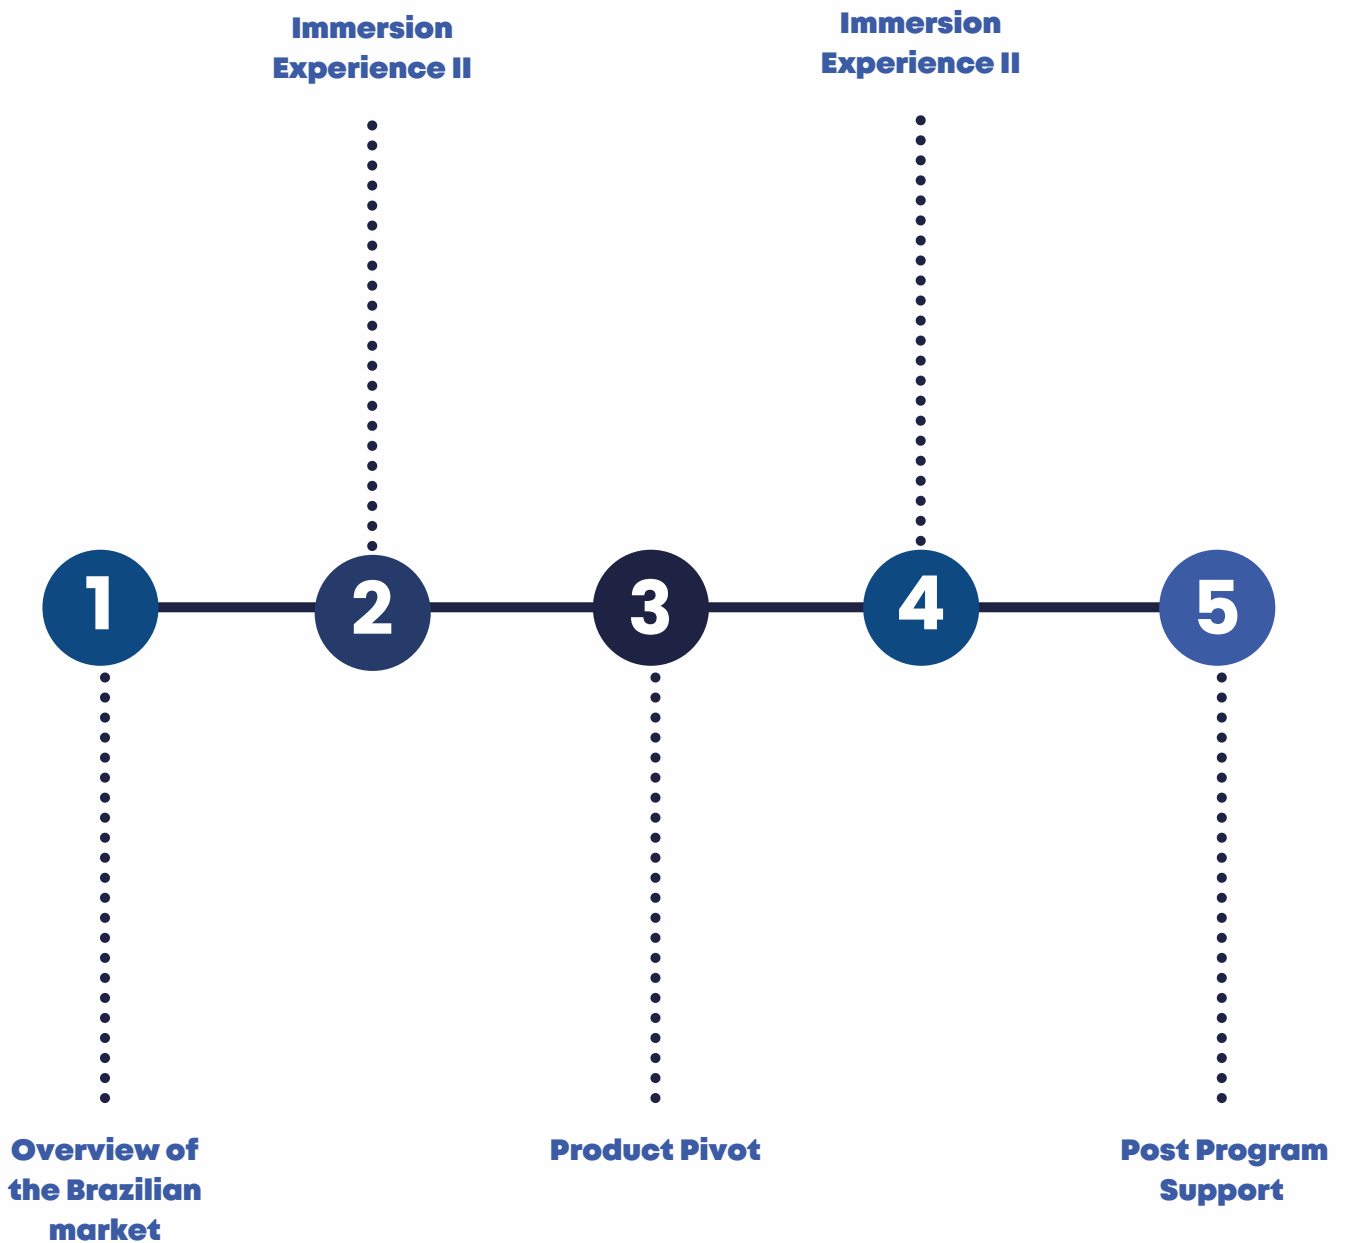 Immersion
Experience II
Immersion
Experience II
1
2
3
4
5
Overview of
the Brazilian
market
Product Pivot
Post Program
Support